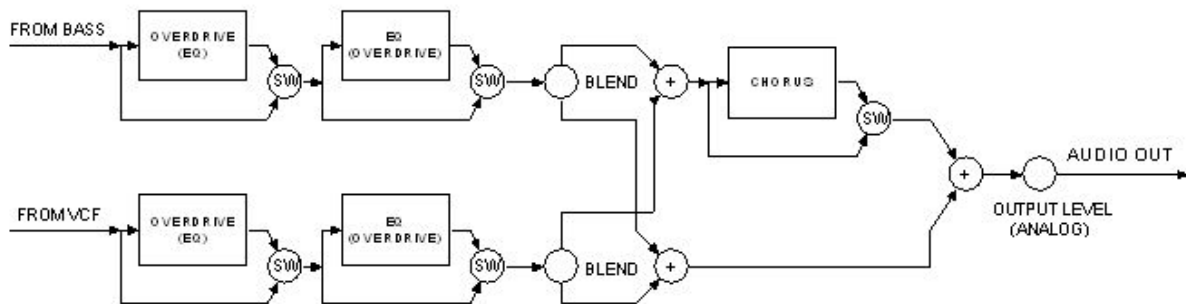 FROM BASS
OVERDRIVE
(EQ)
SW
EQ
(OVERDRIVE)
SW
BLEND
+
CHORUS
SW
+
AUDIO OUT
OUTPUT LEVEL
(ANALOG)
FROM VCF
OVERDRIVE
(EQ)
SW
EQ
(OVERDRIVE)
SW
BLEND
+